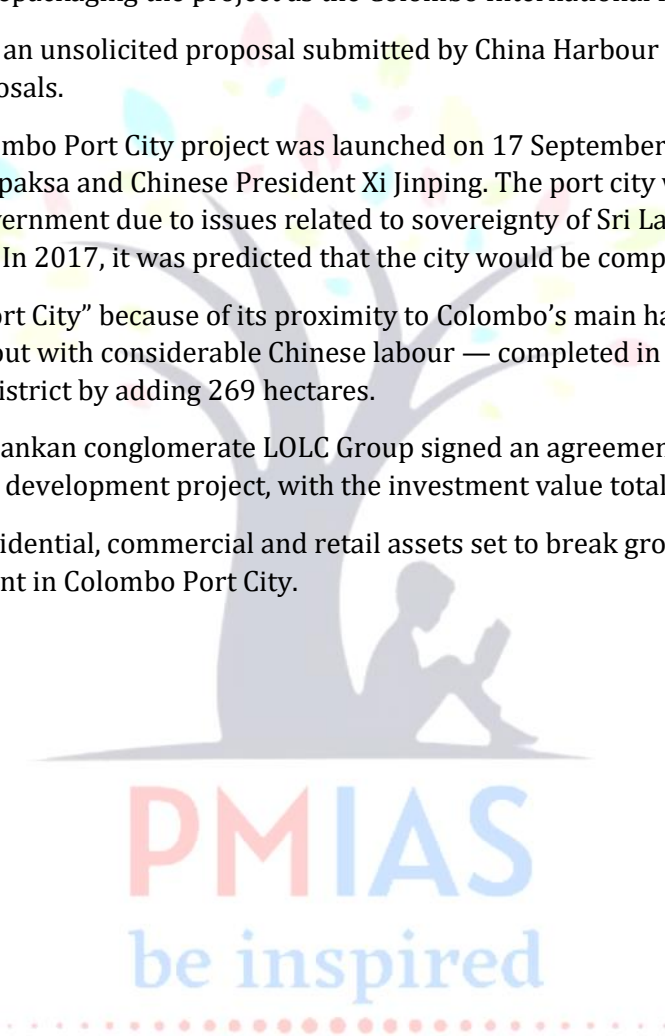 packaging the project as the Colombo International
an unsolicited proposal submitted by China Harbour
osals.
mbo Port City project was launched on 17 September
paksa and Chinese President Xi Jinping. The port city
vernment due to issues related to sovereignty of Sri La
In 2017, it was predicted that the city would be comp
ort City” because of its proximity to Colombo’s main ha
out with considerable Chinese labour — completed in
istrict by adding 269 hectares.
ankan conglomerate LOLC Group signed an agreemen
development project, with the investment value total
idential, commercial and retail assets set to break gro
nt in Colombo Port City.
PMIAS
be inspired